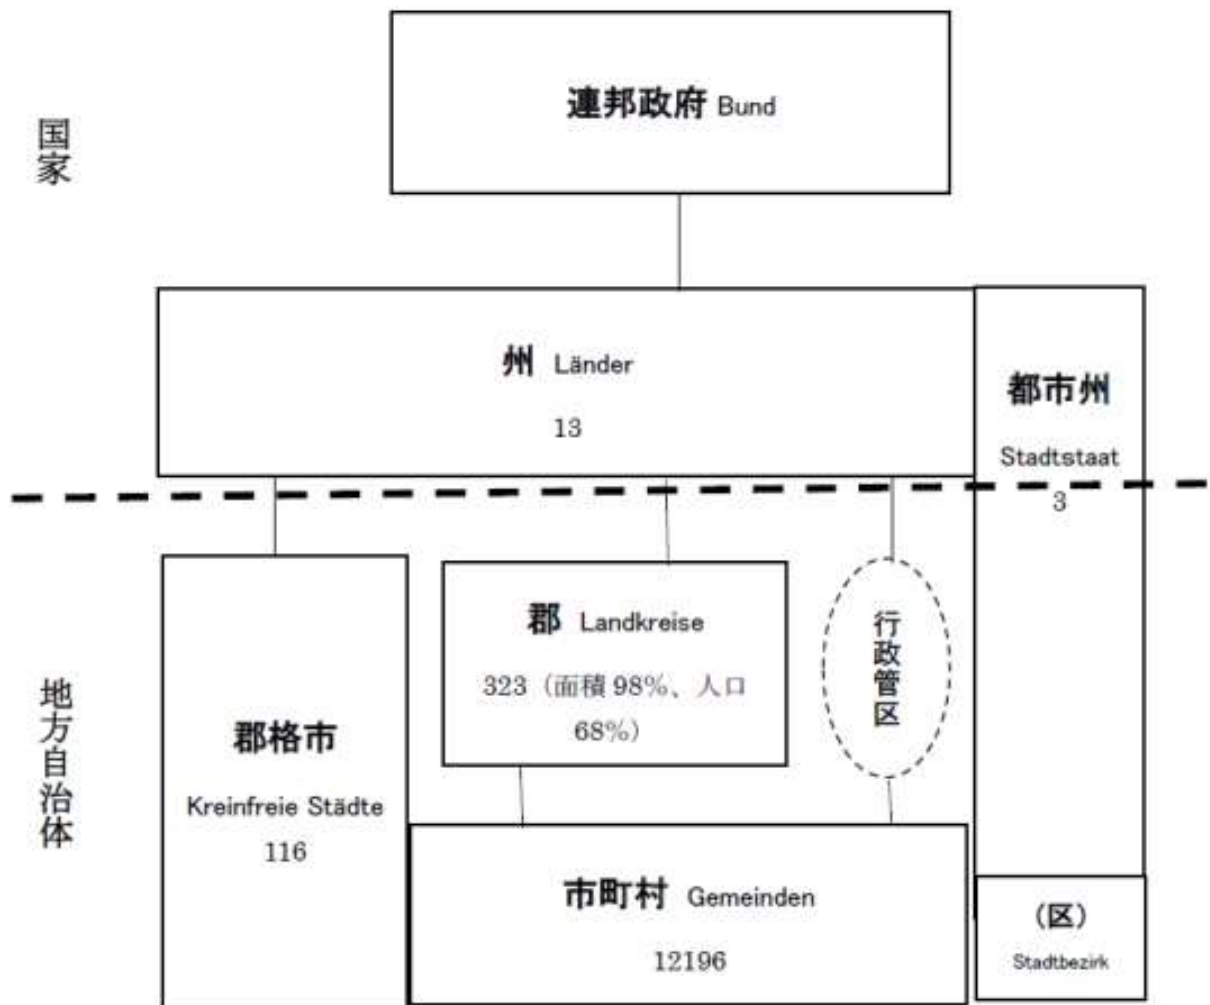 国家
連邦政府 Bund
州 Länder
13
都市州
Stadtstaat
3
地方自治体
郡格市
Kreinfreie Städte
116
郡 Landkreise
323（面積 98%、人口
68%）
行政管区
市町村 Gemeinden
12196
（区）
Stadtbezirk